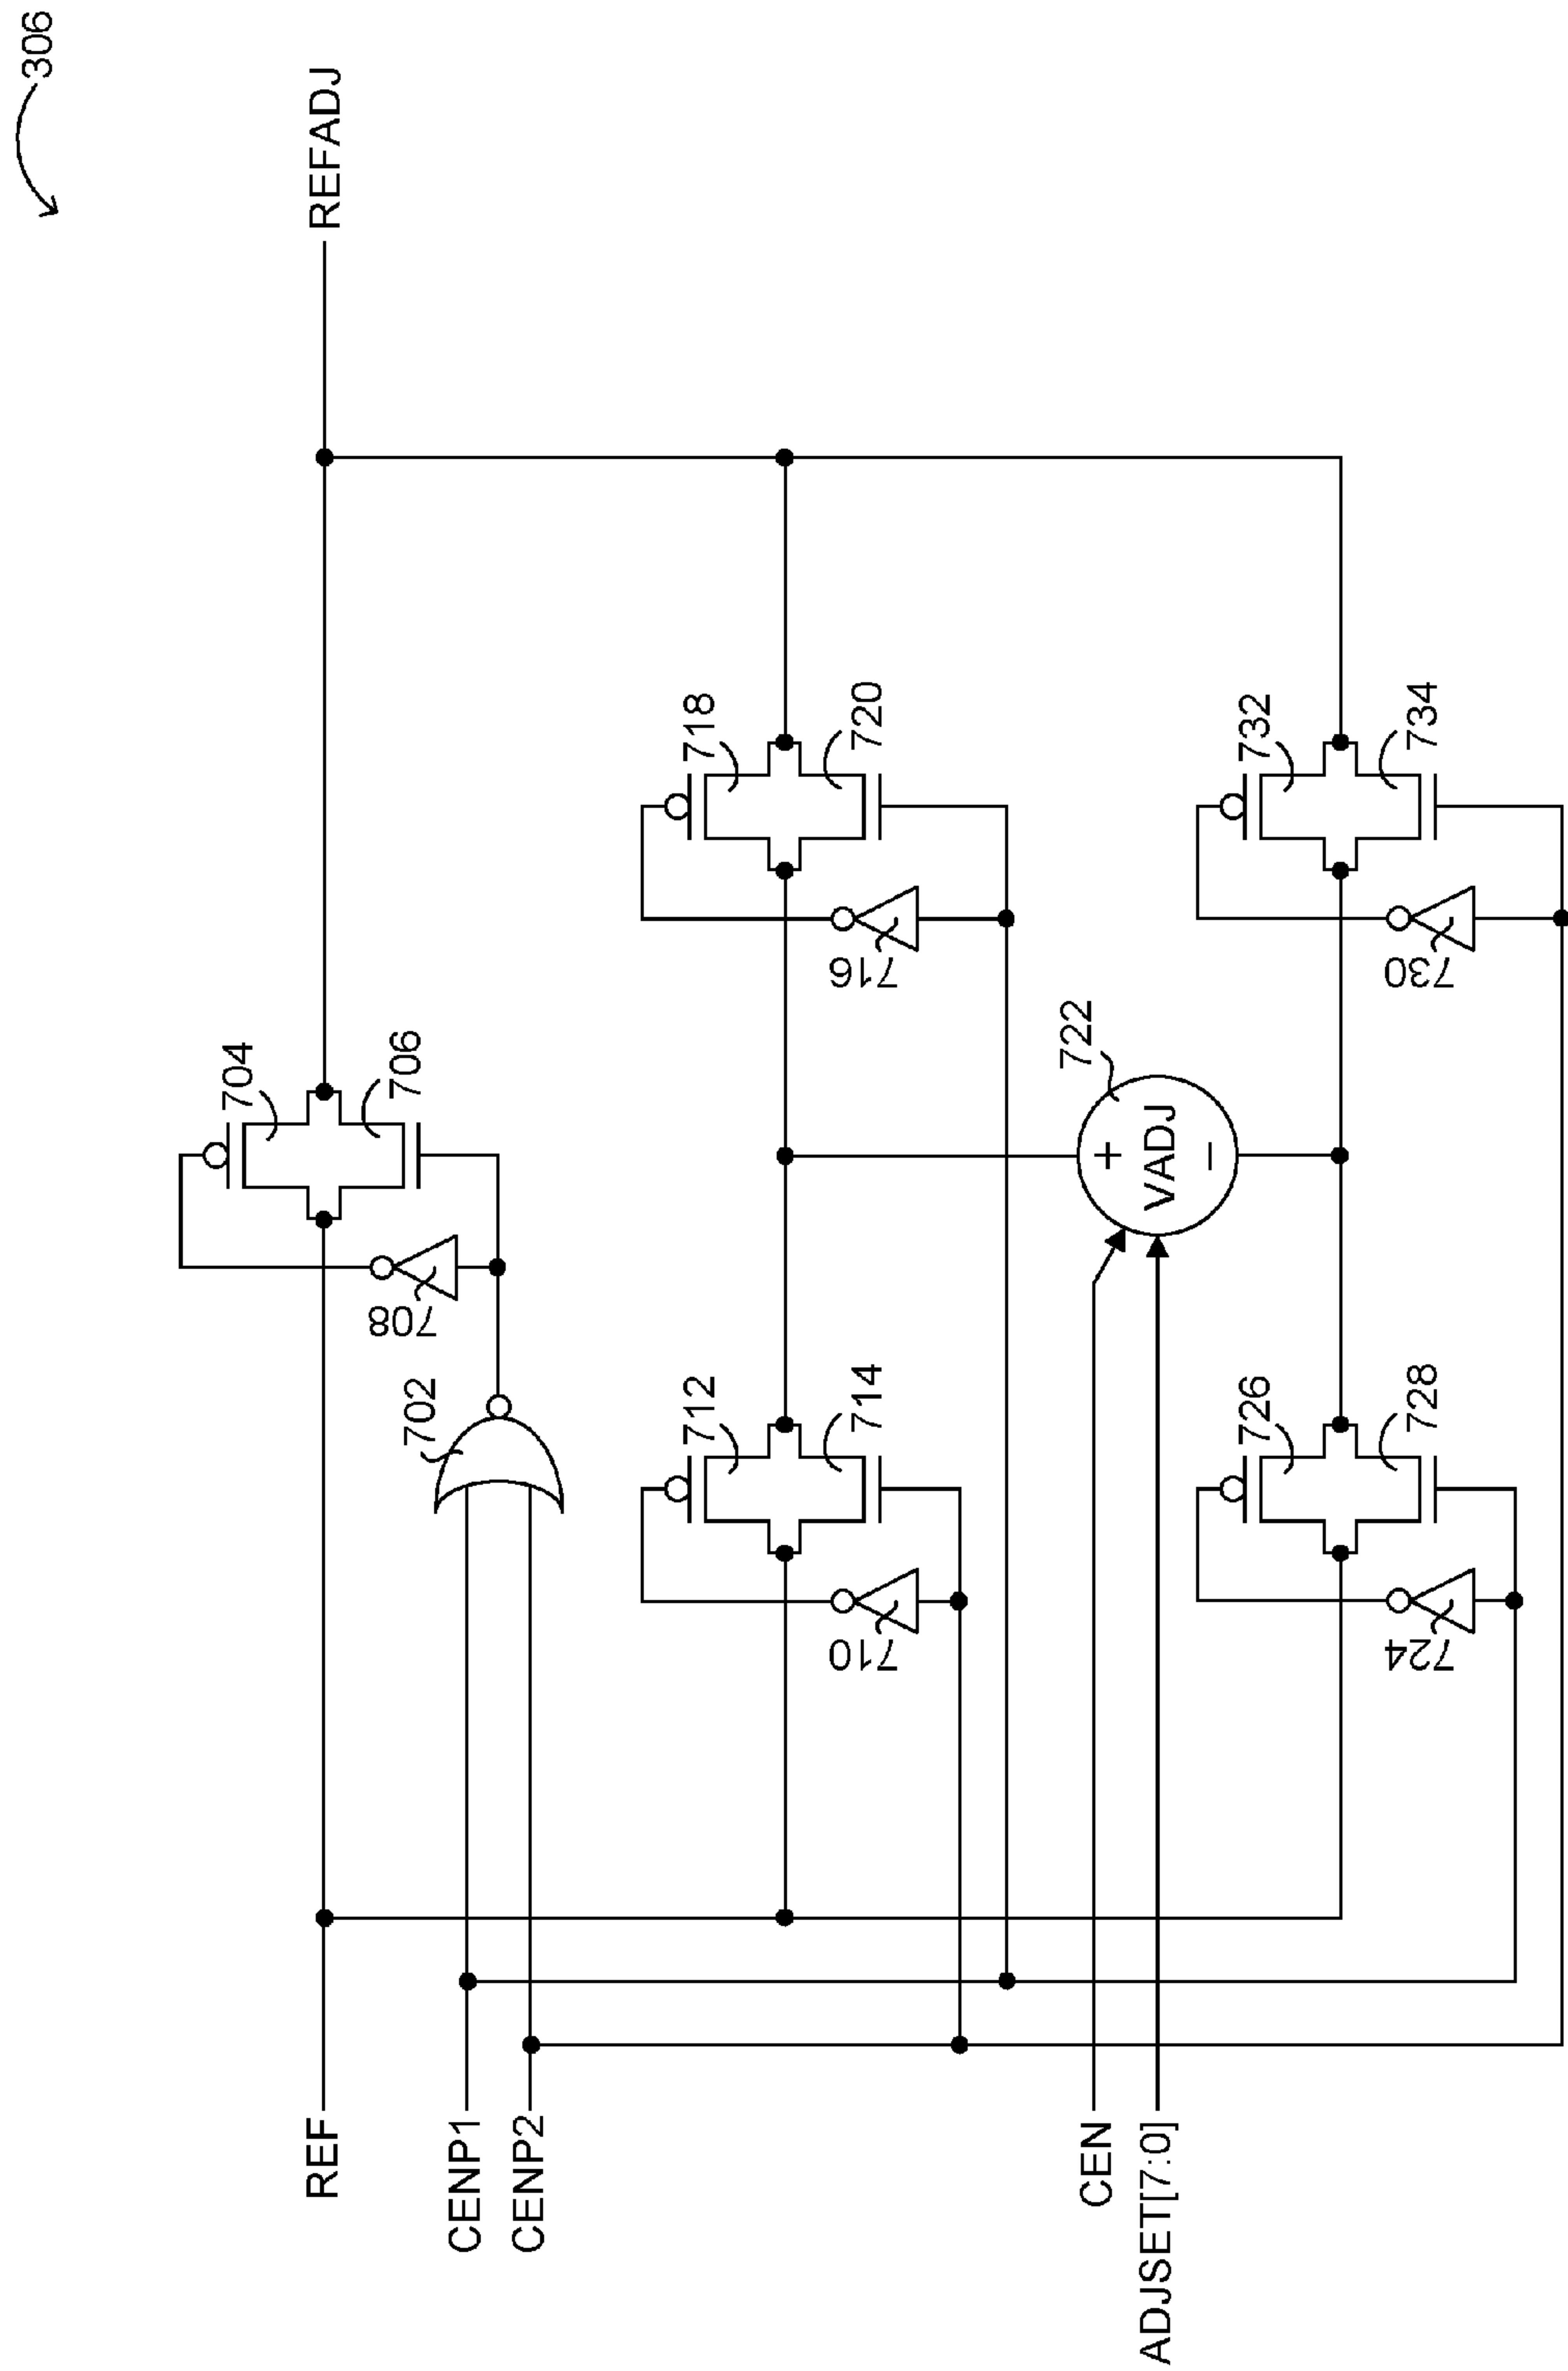 306
REF
REFADJ
704
706
708
CENP1
CENP2
702
712
714
710
718
720
716
CEN
ADJSET[7:0]
+
VADJ
−
722
726
728
724
732
734
730